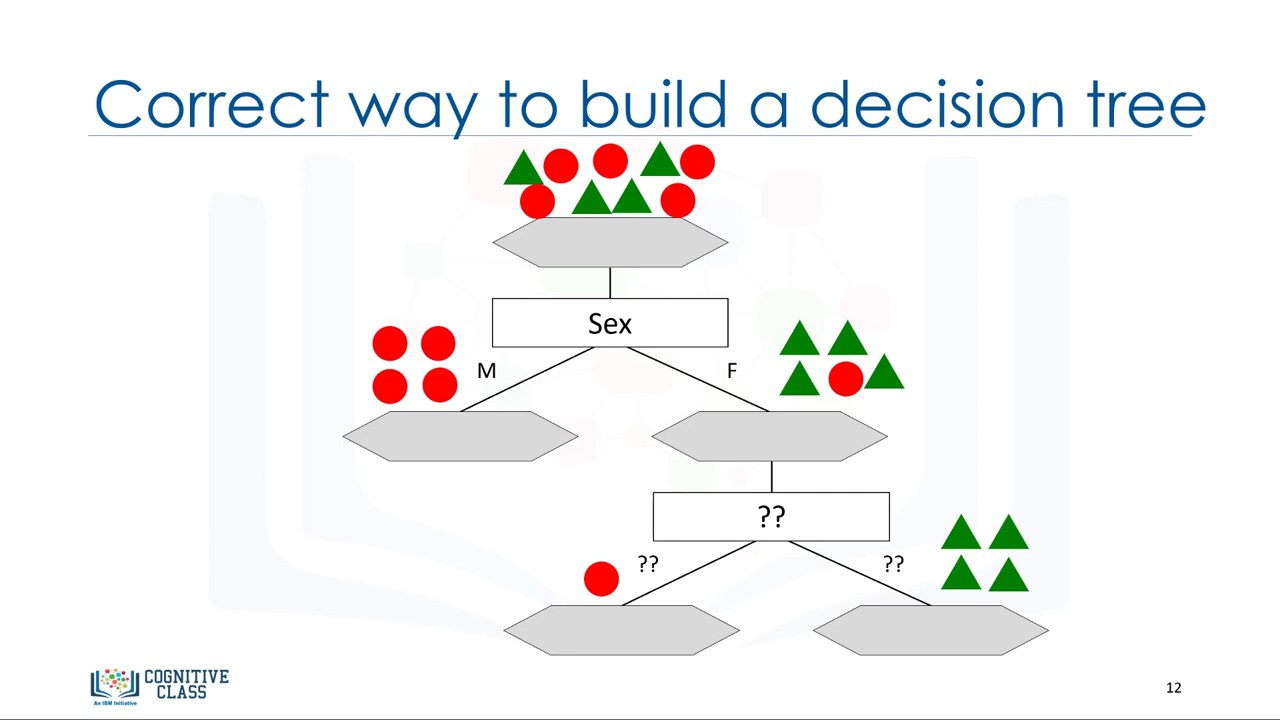 Correct way to build a decision tree
Sex
M
F
??
??
??
COGNITIVE
CLASS
An IBM Initiative
12